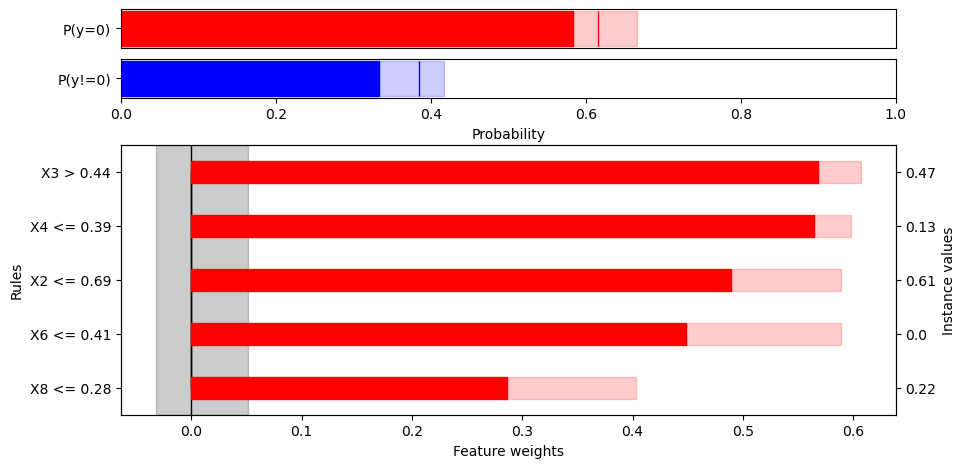 P(y=0)
P(y!=0)
0.0 0.2 0.4 0.6 0.8 1.0
Probability
X3 > 0.44 0.47
X4 <= 0.39 0.13
X2 <= 0.69 0.61
X6 <= 0.41 0.0
X8 <= 0.28 0.22
Rules
Instance values
0.0 0.1 0.2 0.3 0.4 0.5 0.6
Feature weights